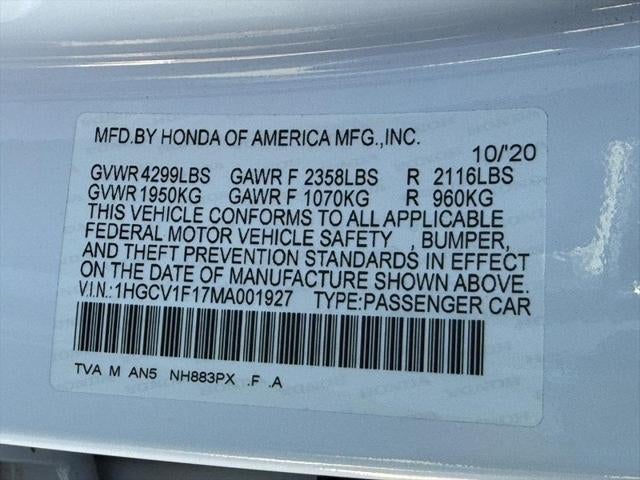 MFD.BY HONDA OF AMERICA MFG.,INC.
10/'20
GVWR 4299LBS GAWR F 2358LBS R 2116LBS
GVWR 1950KG GAWR F 1070KG R 960KG
THIS VEHICLE CONFORMS TO ALL APPLICABLE
FEDERAL MOTOR VEHICLE SAFETY , BUMPER,
AND THEFT PREVENTION STANDARDS IN EFFECT
ON THE DATE OF MANUFACTURE SHOWN ABOVE.
V.I.N.:1HGCV1F17MA001927 TYPE:PASSENGER CAR
TVA M AN5 NH883PX .F .A